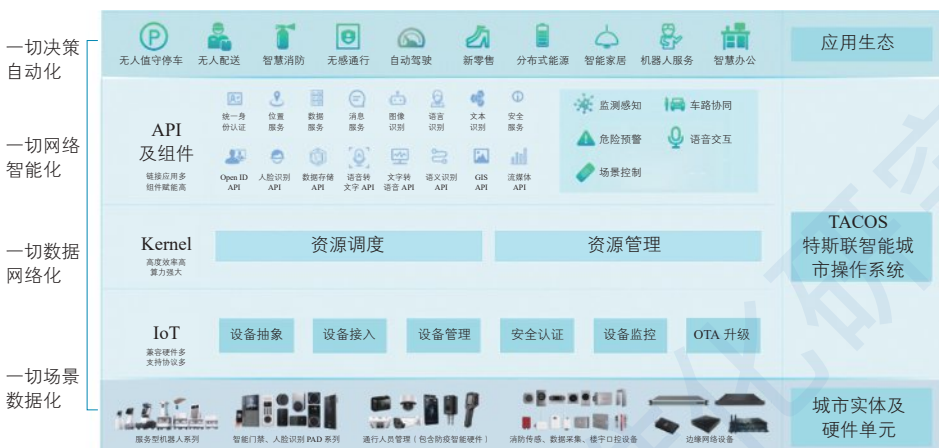 一切决策
自动化
一切网络
智能化
一切数据
网络化
一切场景
数据化
P
无人值守停车 无人配送 智慧消防 无感通行 自动驾驶 新零售 分布式能源 智能家居 机器人服务 智慧办公
应用生态
API
及组件
链接应用多
组件赋能高
统一身
份认证
位置
服务
数据
服务
消息
服务
图像
识别
语言
识别
文本
识别
安全
服务
Open ID
API
人脸识别
API
数据存储
API
语音转
文字 API
文字转
语音 API
语义识别
API
GIS
API
流媒体
API
监测感知 车路协同
危险预警 语音交互
场景控制
Kernel
高度效率高
算力强大
资源调度 资源管理
TACOS
特斯联智能城
市操作系统
IoT
兼容硬件多
支持协议多
设备抽象 设备接入 设备管理 安全认证 设备监控 OTA 升级
服务型机器人系列 智能门禁、人脸识别 PAD 系列 通行人员管理（包含防疫智能硬件） 消防传感、数据采集、楼宇口控设备 边缘网络设备
城市实体及
硬件单元